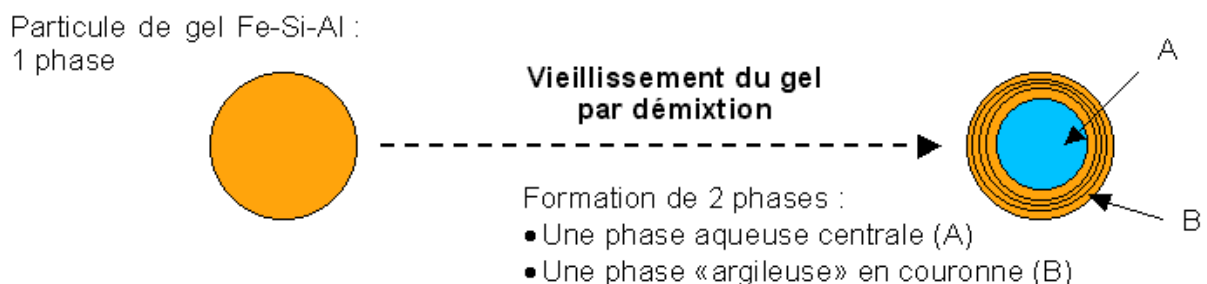 Particule de gel Fe-Si-Al :
1 phase
A
Vieillissement du gel
par démixtion
Formation de 2 phases :
• Une phase aqueuse centrale (A)
• Une phase «argileuse» en couronne (B)
B